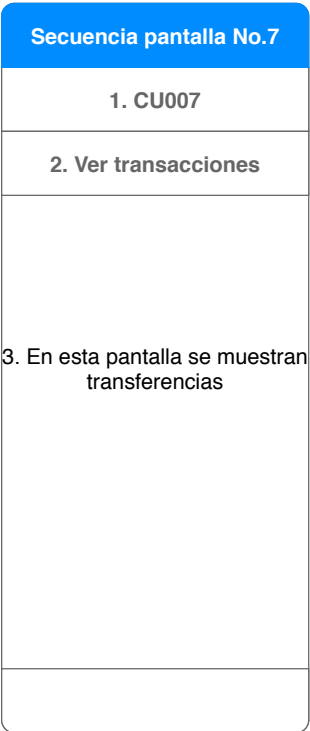 Secuencia pantalla No.7
1. CU007
2. Ver transacciones
3. En esta pantalla se muestran
transferencias